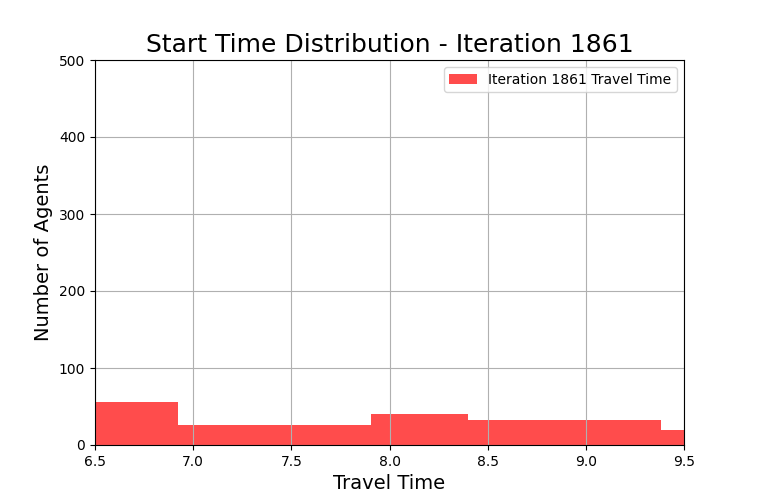 Start Time Distribution - Iteration 1861
500
Iteration 1861 Travel Time
400
300
200
100
0
Number of Agents
6.5 7.0 7.5 8.0 8.5 9.0 9.5
Travel Time